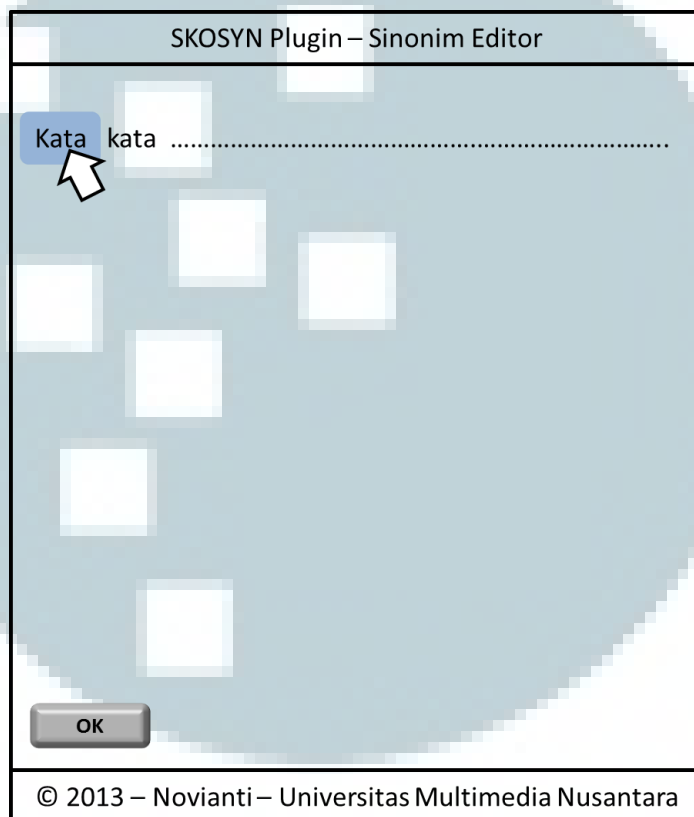 SKOSYN Plugin – Sinonim Editor
Kata kata ...........................................................................
OK
© 2013 – Novianti – Universitas Multimedia Nusantara